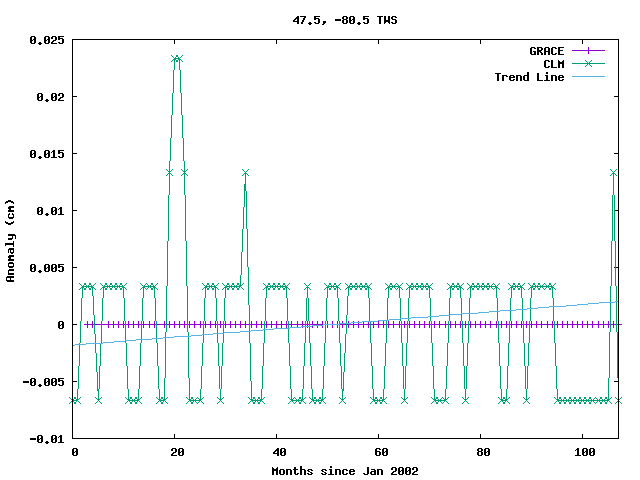 47.5, -80.5 TWS
GRACE
CLM
Trend Line
0.025
0.02
0.015
0.01
0.005
0
-0.005
-0.01
Anomaly (cm)
0 20 40 60 80 100
Months since Jan 2002